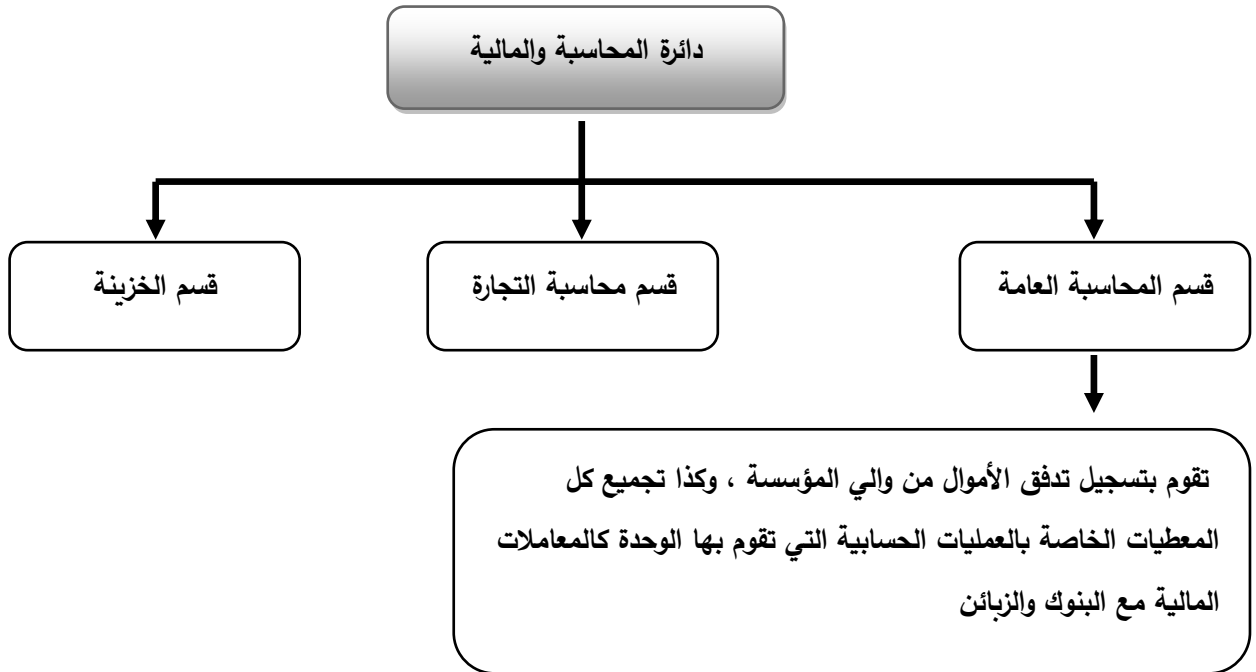 دائرة المحاسبة والمالية
قسم المحاسبة العامة
قسم محاسبة التجارة
قسم الخزينة
تقوم بتسجيل تدفق الأموال من والي المؤسسة ، وكذا تجميع كل
المعطيات الخاصة بالعمليات الحسابية التي تقوم بها الوحدة كالمعاملات
المالية مع البنوك والزبائن